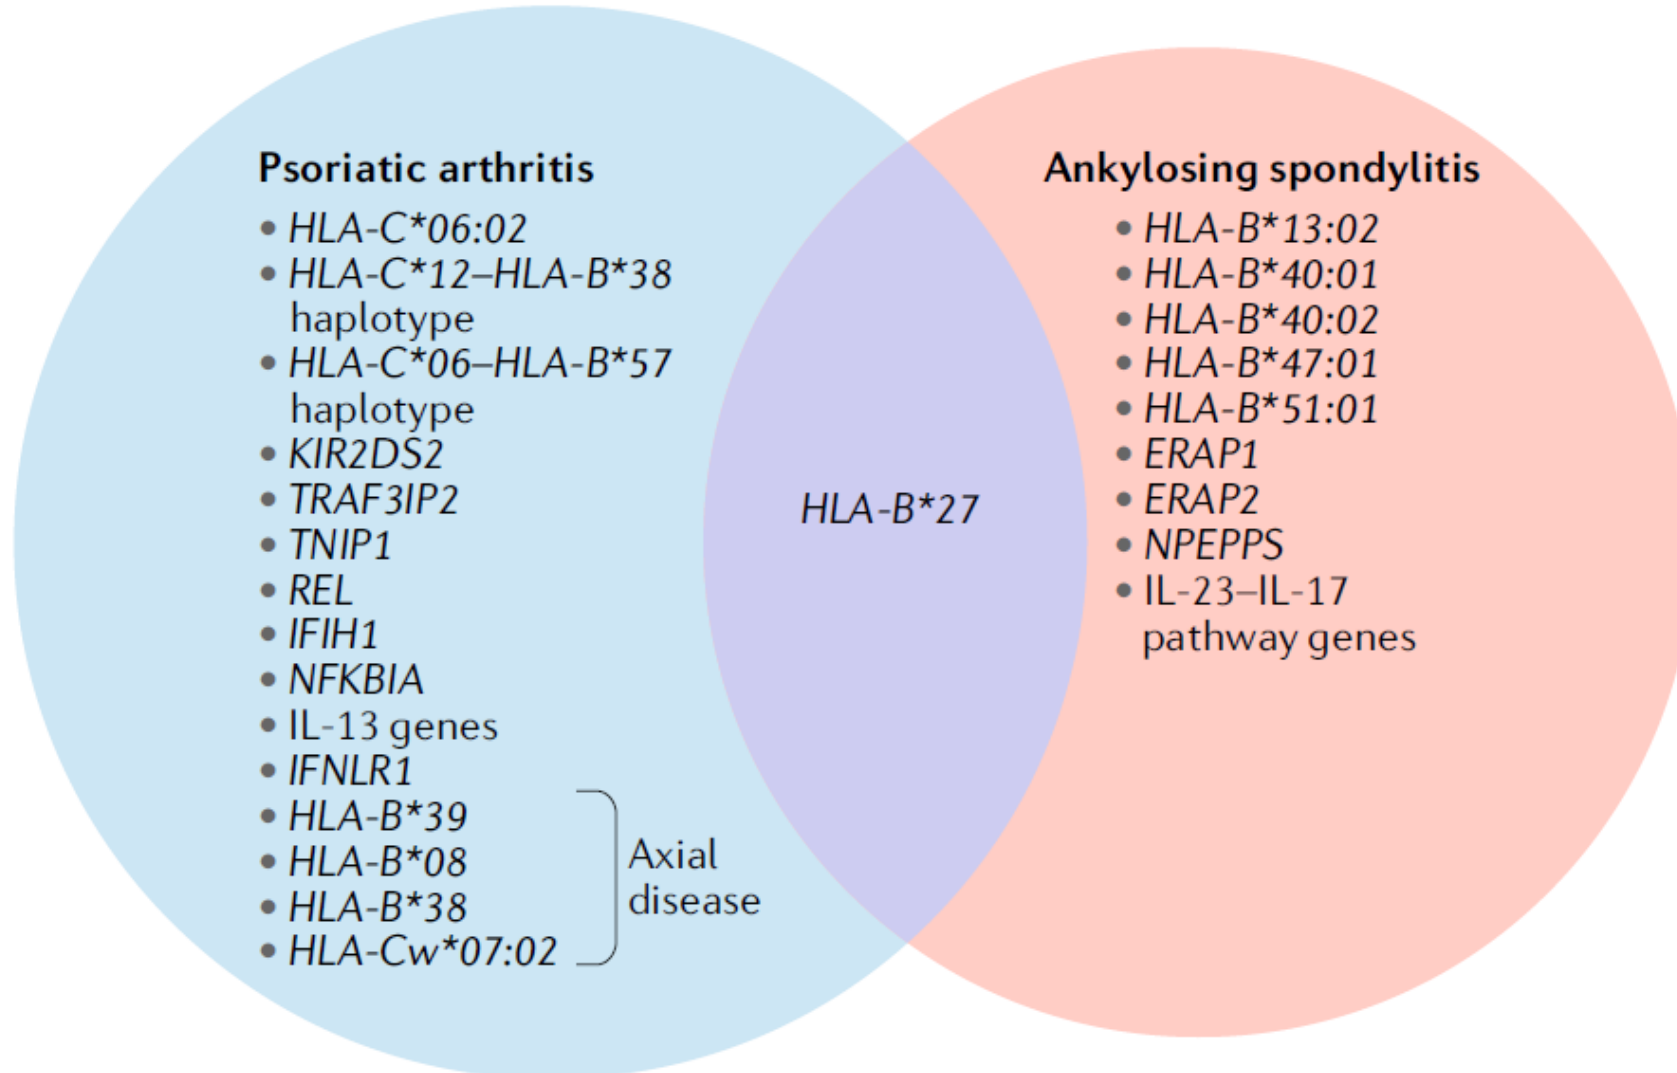 Psoriatic arthritis
• HLA-C*06:02
• HLA-C*12–HLA-B*38
haplotype
• HLA-C*06–HLA-B*57
haplotype
• KIR2DS2
• TRAF3IP2
• TNIP1
• REL
• IFIH1
• NFKBIA
• IL-13 genes
• IFNLR1
• HLA-B*39
• HLA-B*08
• HLA-B*38
• HLA-Cw*07:02
Axial
disease
HLA-B*27
Ankylosing spondylitis
• HLA-B*13:02
• HLA-B*40:01
• HLA-B*40:02
• HLA-B*47:01
• HLA-B*51:01
• ERAP1
• ERAP2
• NPEPPS
• IL-23–IL-17
pathway genes